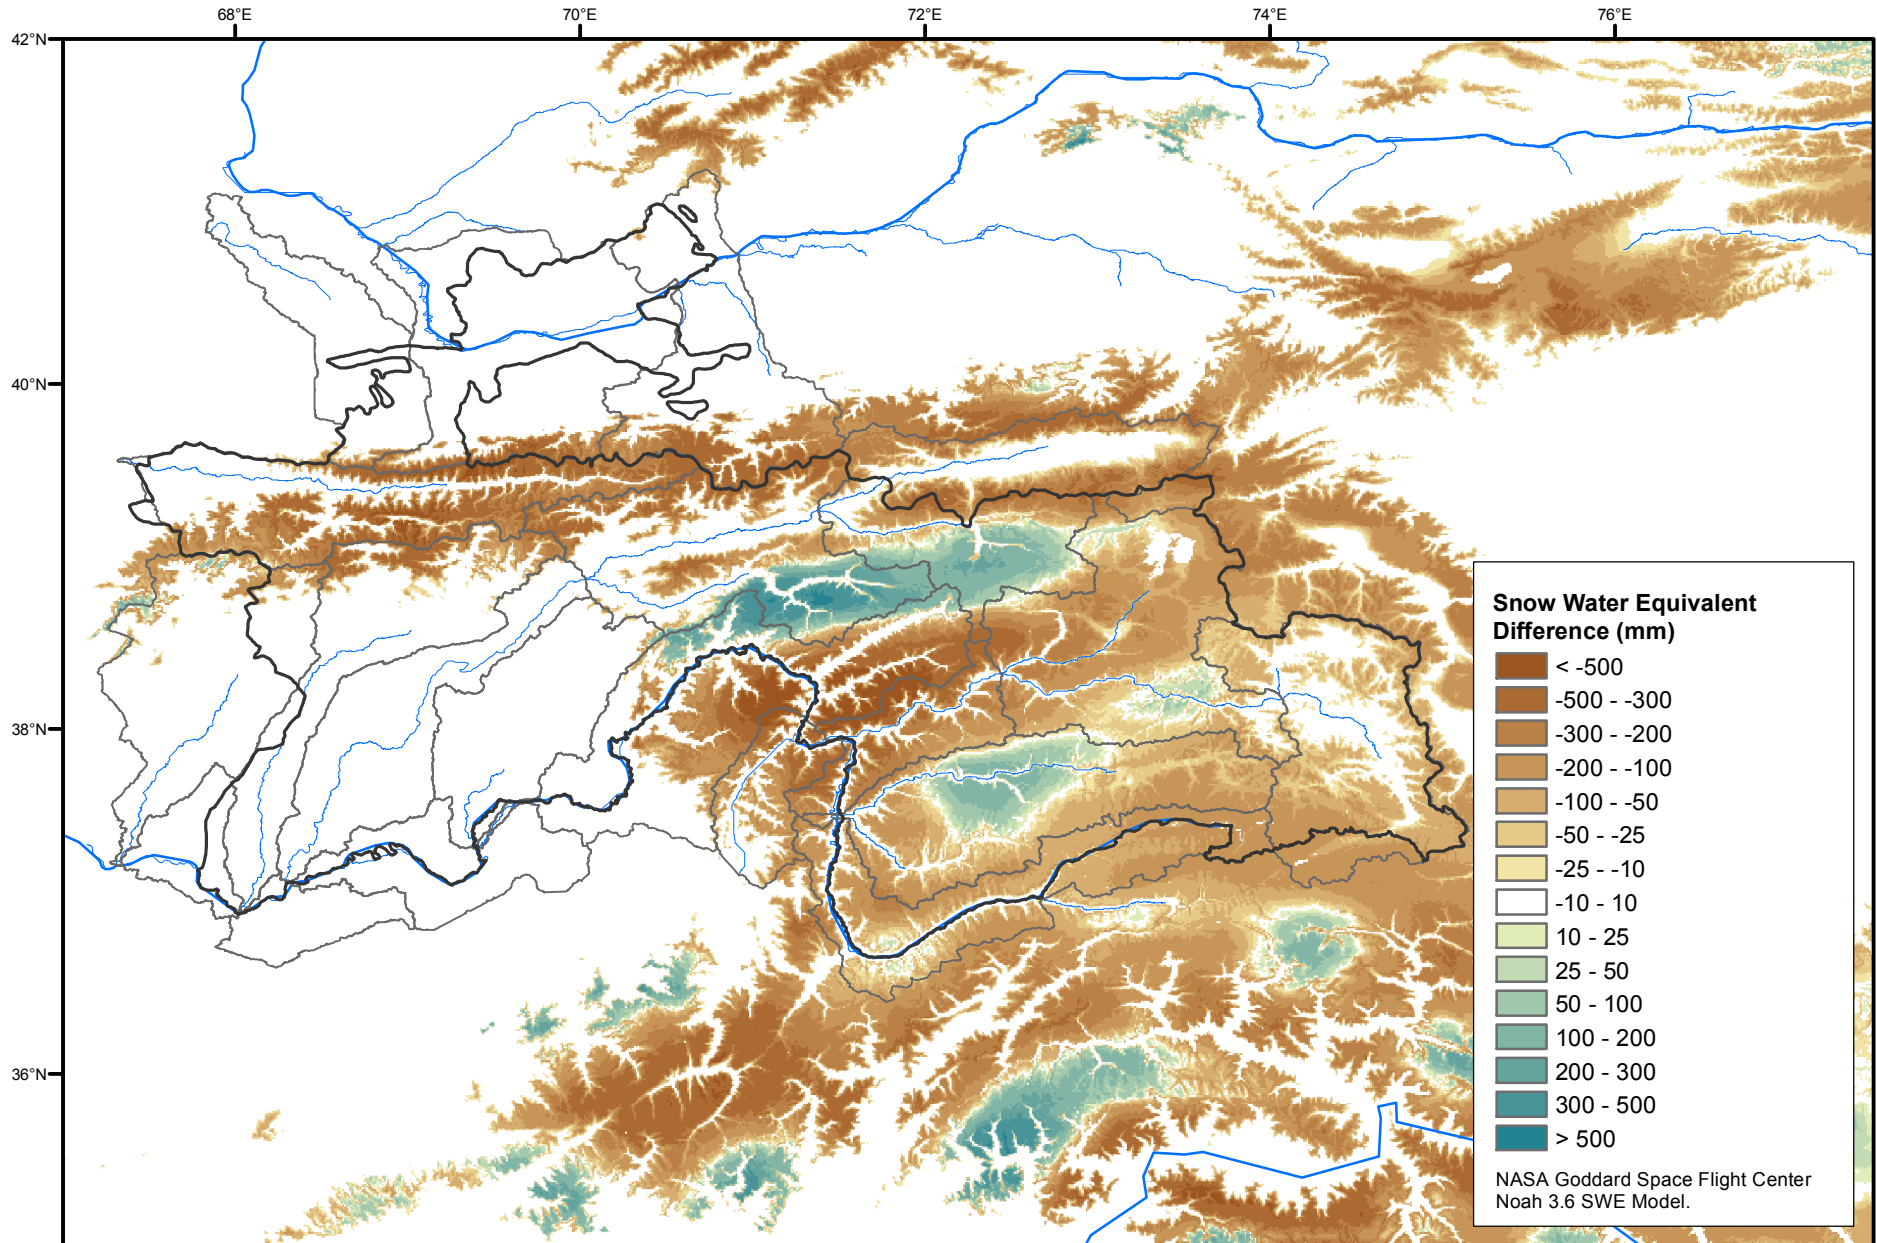 68°E
70°E
72°E
74°E
76°E
42°N
40°N
38°N
36°N
Snow Water Equivalent
Difference (mm)
< -500
-500 - -300
-300 - -200
-200 - -100
-100 - -50
-50 - -25
-25 - -10
-10 - 10
10 - 25
25 - 50
50 - 100
100 - 200
200 - 300
300 - 500
> 500
NASA Goddard Space Flight Center
Noah 3.6 SWE Model.